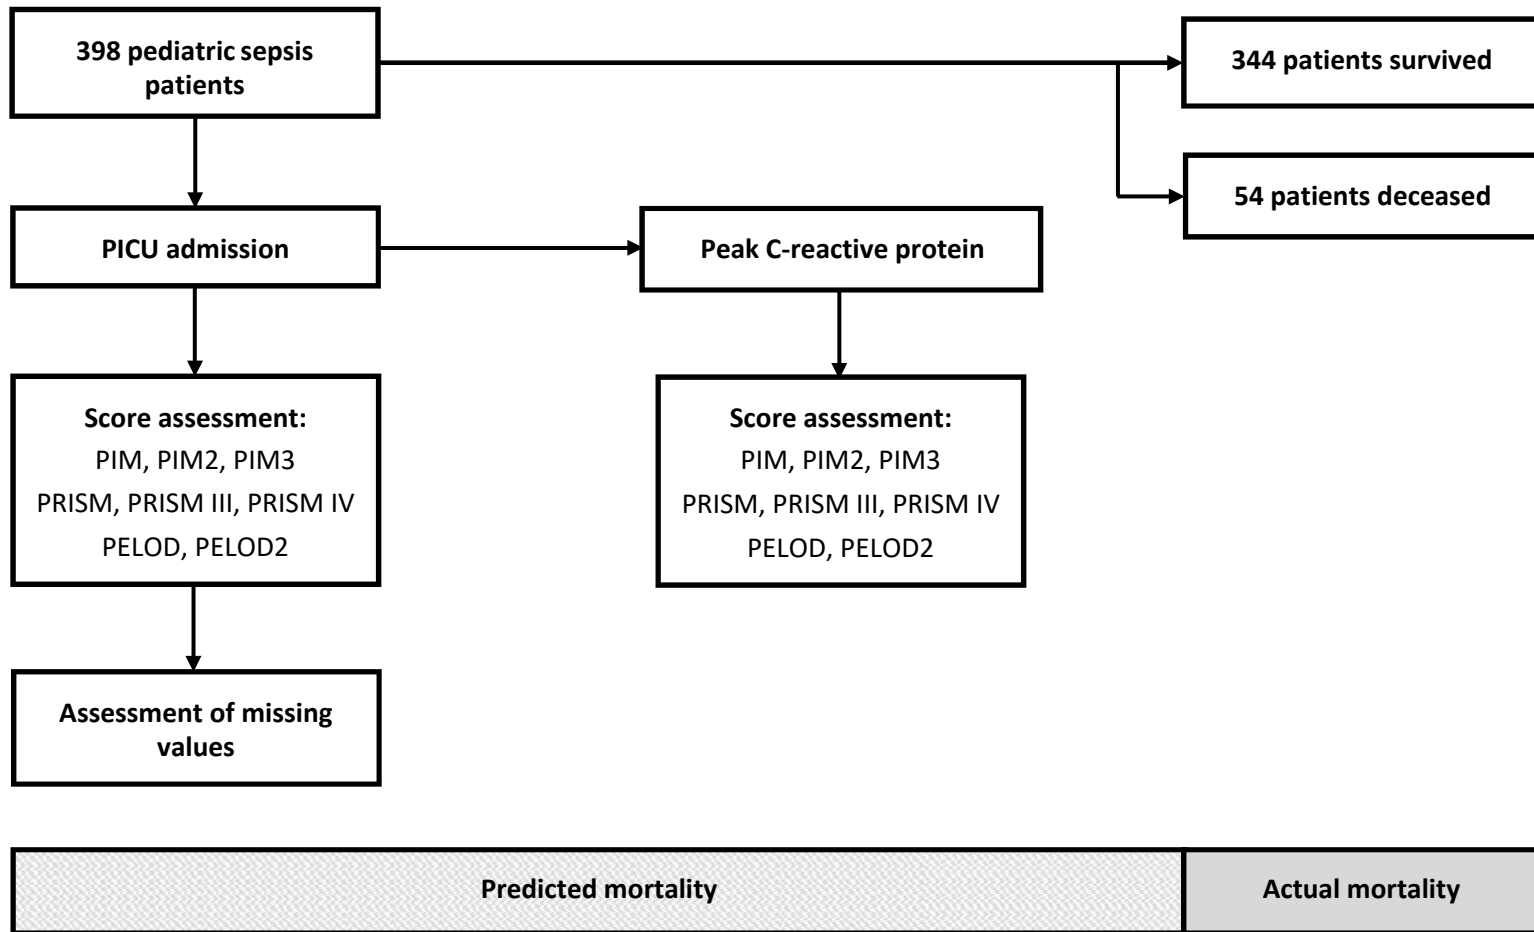 398 pediatric sepsis
patients
344 patients survived
54 patients deceased
PICU admission
Peak C-reactive protein
Score assessment:
PIM, PIM2, PIM3
PRISM, PRISM III, PRISM IV
PELOD, PELOD2
Score assessment:
PIM, PIM2, PIM3
PRISM, PRISM III, PRISM IV
PELOD, PELOD2
Assessment of missing
values
Predicted mortality
Actual mortality